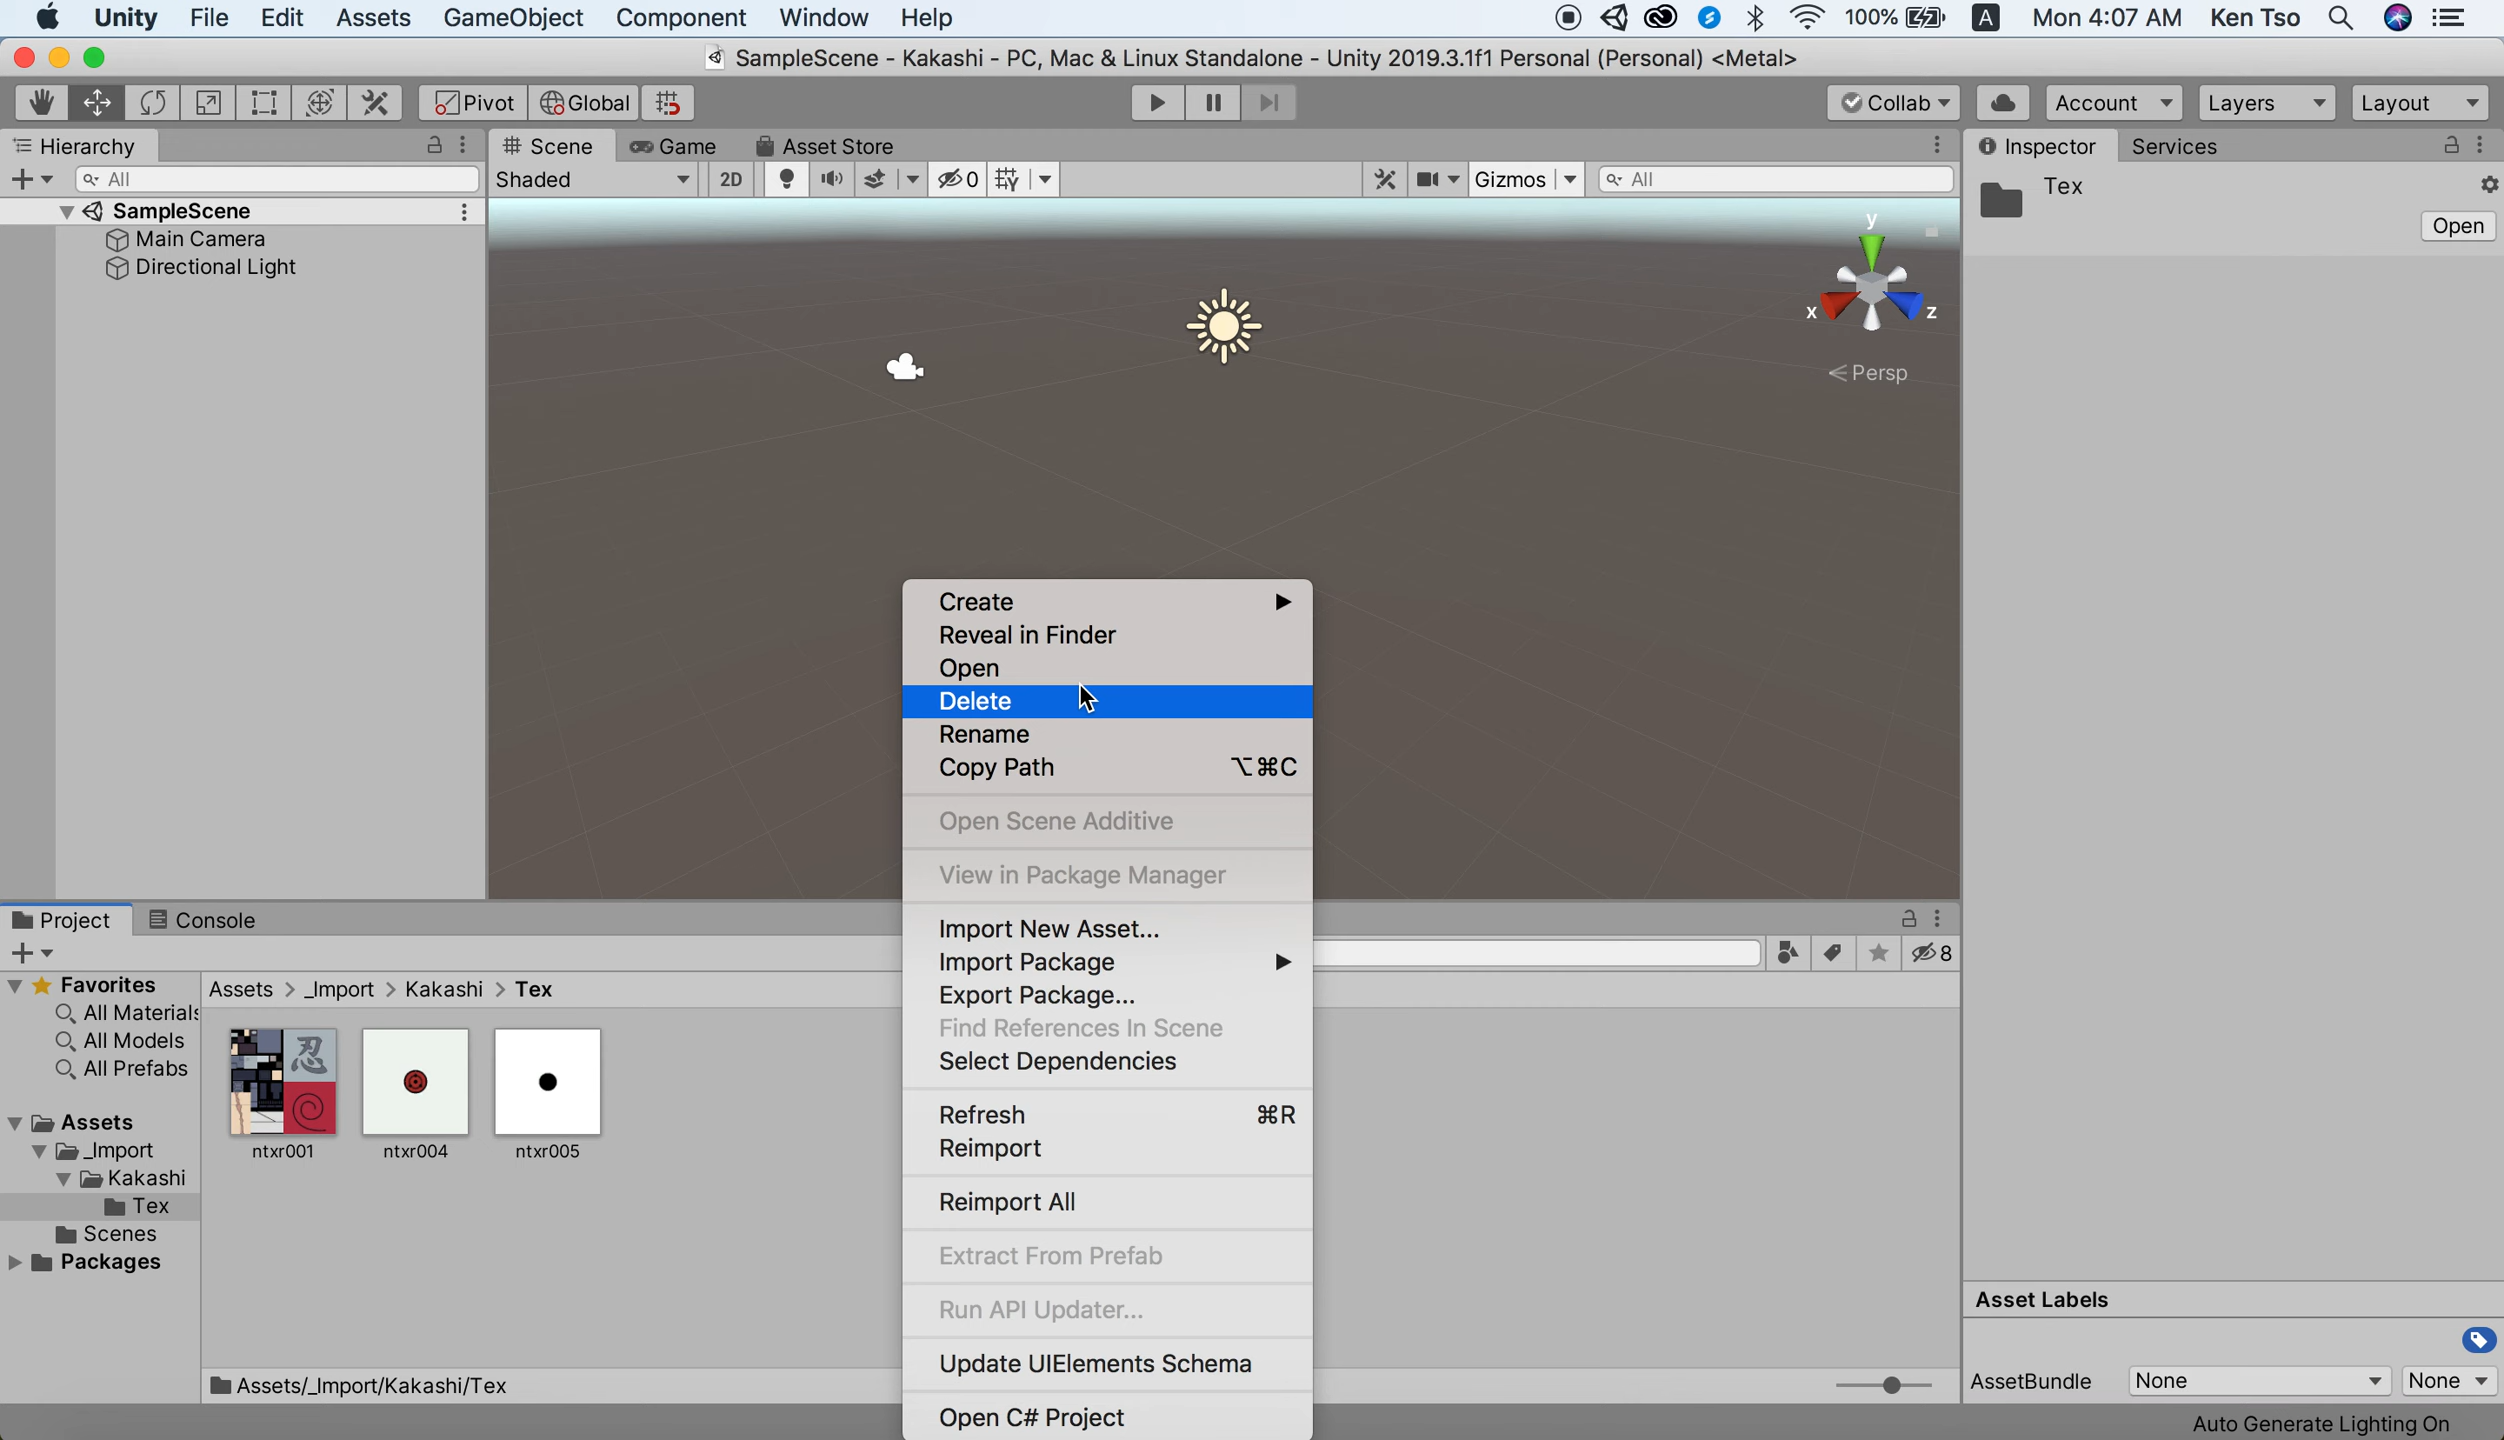 Unity File Edit Assets GameObject Component Window Help 100% A Mon 4:07 AM Ken Tso
SampleScene - Kakashi - PC, Mac & Linux Standalone - Unity 2019.3.1f1 Personal (Personal) <Metal>
Pivot Global Collab Account Layers Layout
Hierarchy Scene Game Asset Store Inspector Services
All Shaded 2D 0 Gizmos All
Tex
Open
SampleScene
Main Camera
Directional Light
y
x z
Persp
Create
Reveal in Finder
Open
Delete
Rename
Copy Path ⌥⌘C
Open Scene Additive
View in Package Manager
Import New Asset...
Import Package
Export Package...
Find References In Scene
Select Dependencies
Refresh ⌘R
Reimport
Reimport All
Extract From Prefab
Run API Updater...
Update UIElements Schema
Open C# Project
Project Console
8
Favorites
All Materials
All Models
All Prefabs
Assets
_Import
Kakashi
Tex
Scenes
Packages
Assets > _Import > Kakashi > Tex
忍
ntxr001 ntxr004 ntxr005
Assets/_Import/Kakashi/Tex
Asset Labels
AssetBundle None None
Auto Generate Lighting On